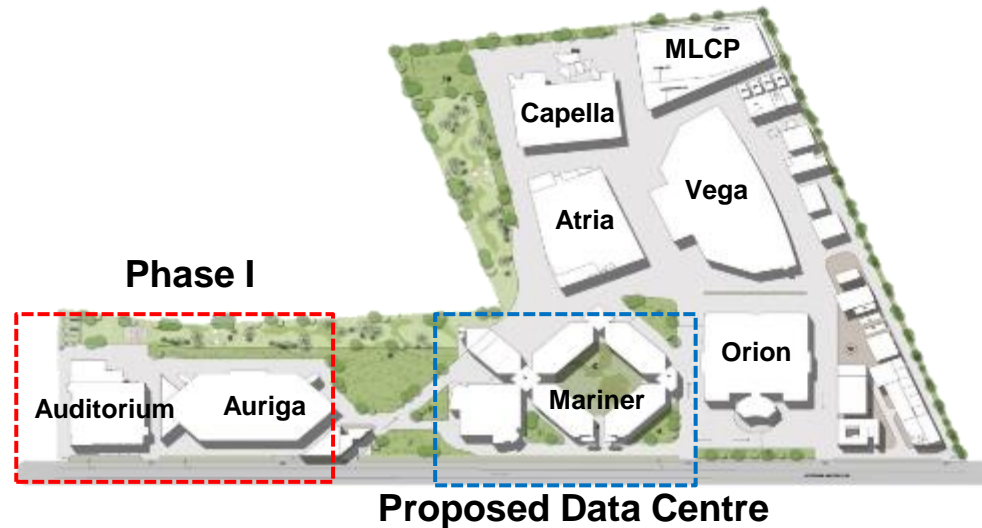 MLCP
Capella
Vega
Atria
Phase I
Orion
Auditorium
Auriga
Mariner
Proposed Data Centre